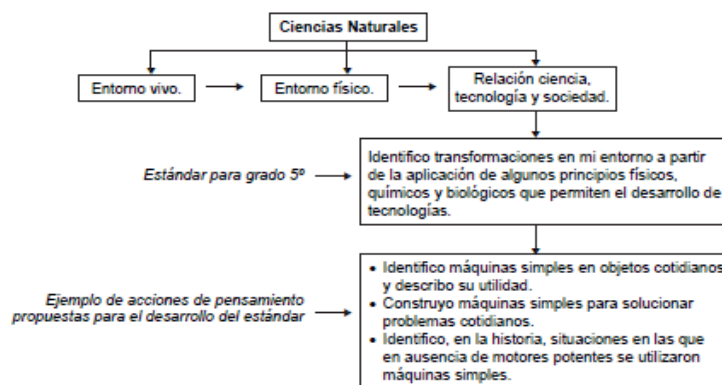 Ciencias Naturales
Entorno vivo.
Entorno físico.
Relación ciencia,
tecnología y sociedad.
Estándar para grado 5º
Identifico transformaciones en mi entorno a partir
de la aplicación de algunos principios físicos,
químicos y biológicos que permiten el desarrollo de
tecnologías.
Ejemplo de acciones de pensamiento
propuestas para el desarrollo del estándar
• Identifico máquinas simples en objetos cotidianos
y describo su utilidad.
• Construyo máquinas simples para solucionar
problemas cotidianos.
• Identifico, en la historia, situaciones en las que
en ausencia de motores potentes se utilizaron
máquinas simples.